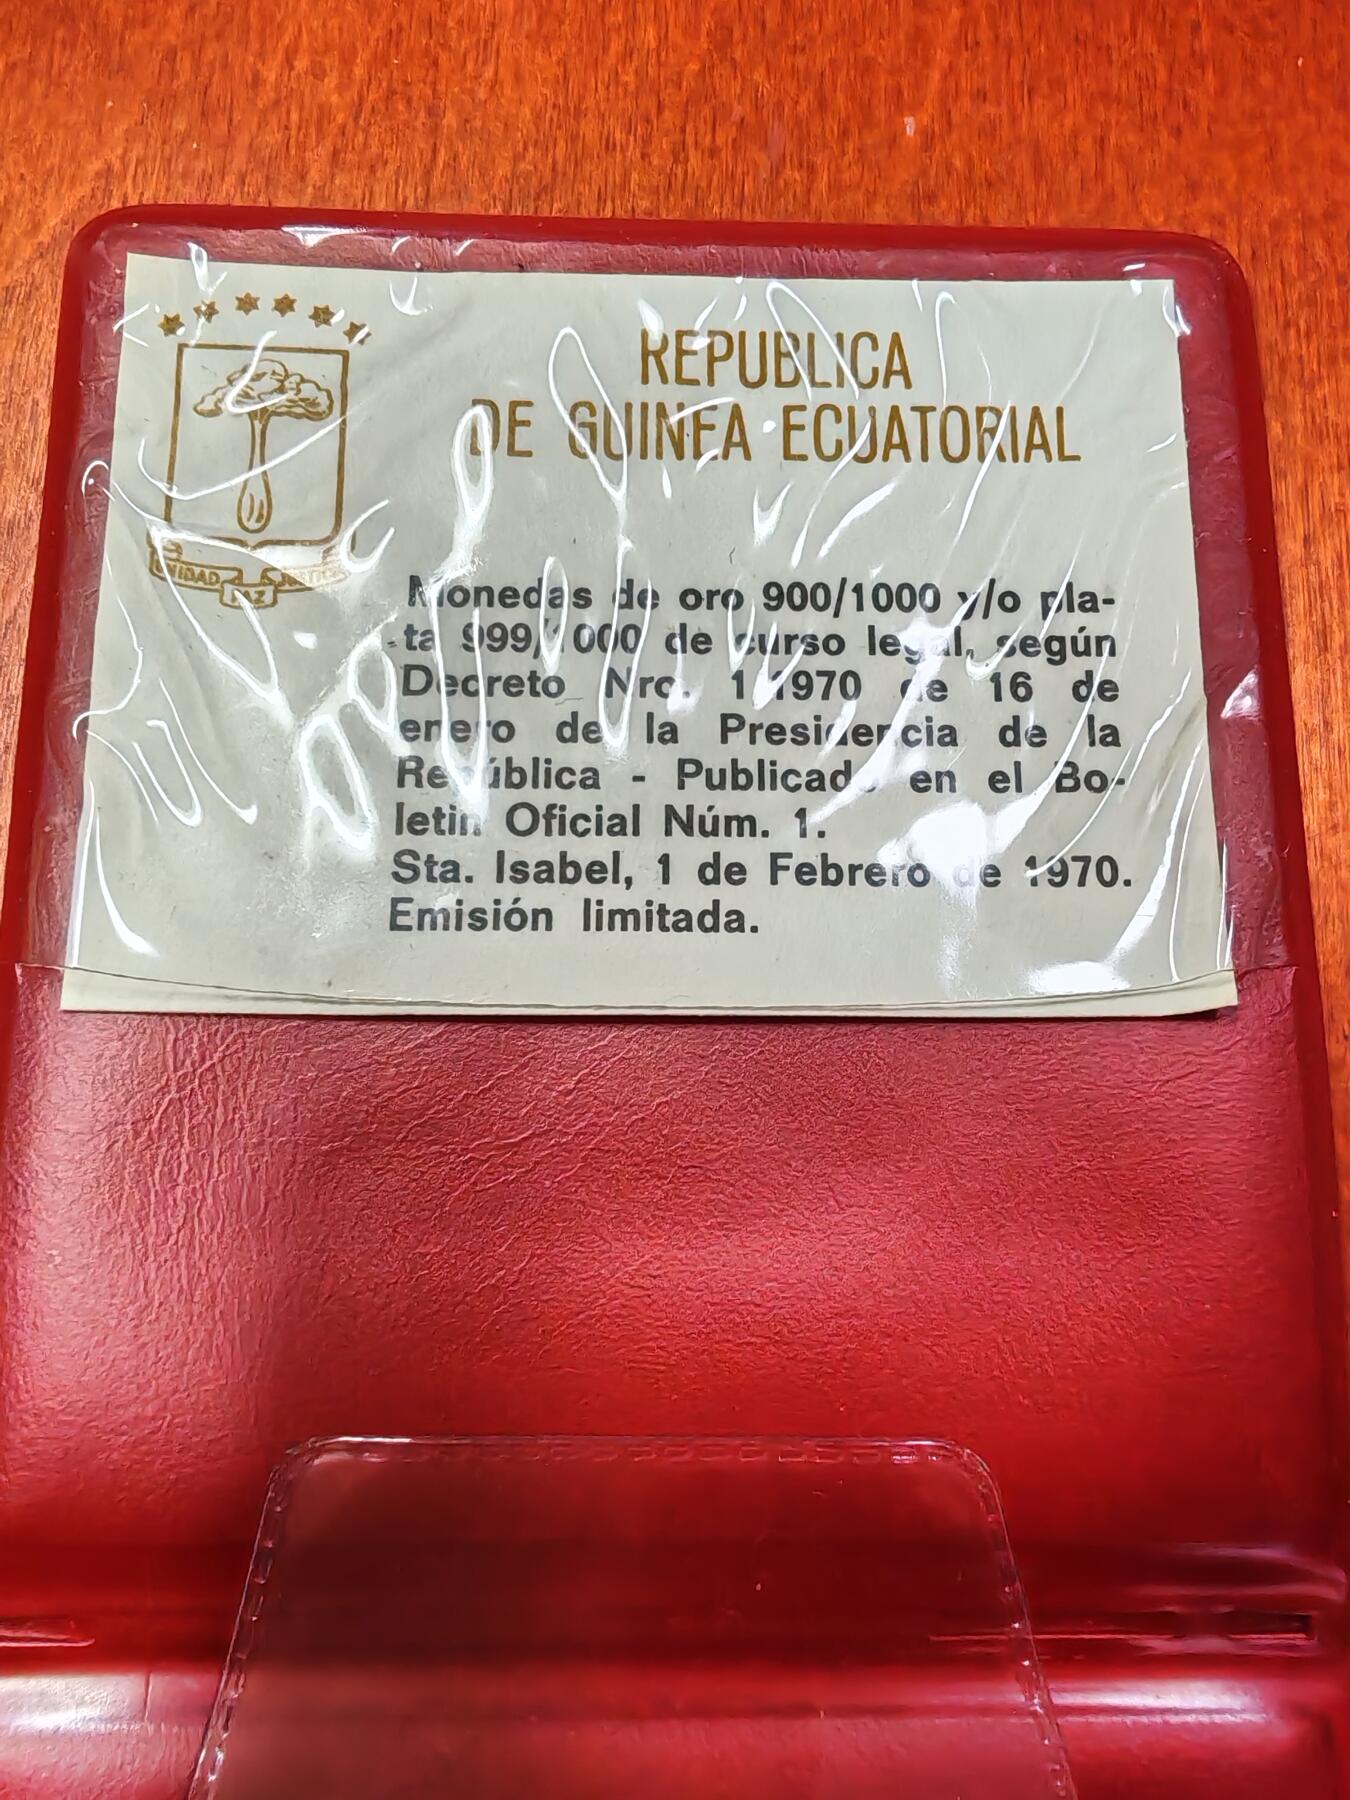 REPUBLICA
DE GUINEA ECUATORIAL
UNIDAD PAZ JUSTICIA
Monedas de oro 900/1000 y/o pla-
ta 999/1000 de curso legal, según
Decreto Nro. 1/1970 de 16 de
enero de la Presidencia de la
República - Publicado en el Bo-
letin Oficial Núm. 1.
Sta. Isabel, 1 de Febrero de 1970.
Emisión limitada.